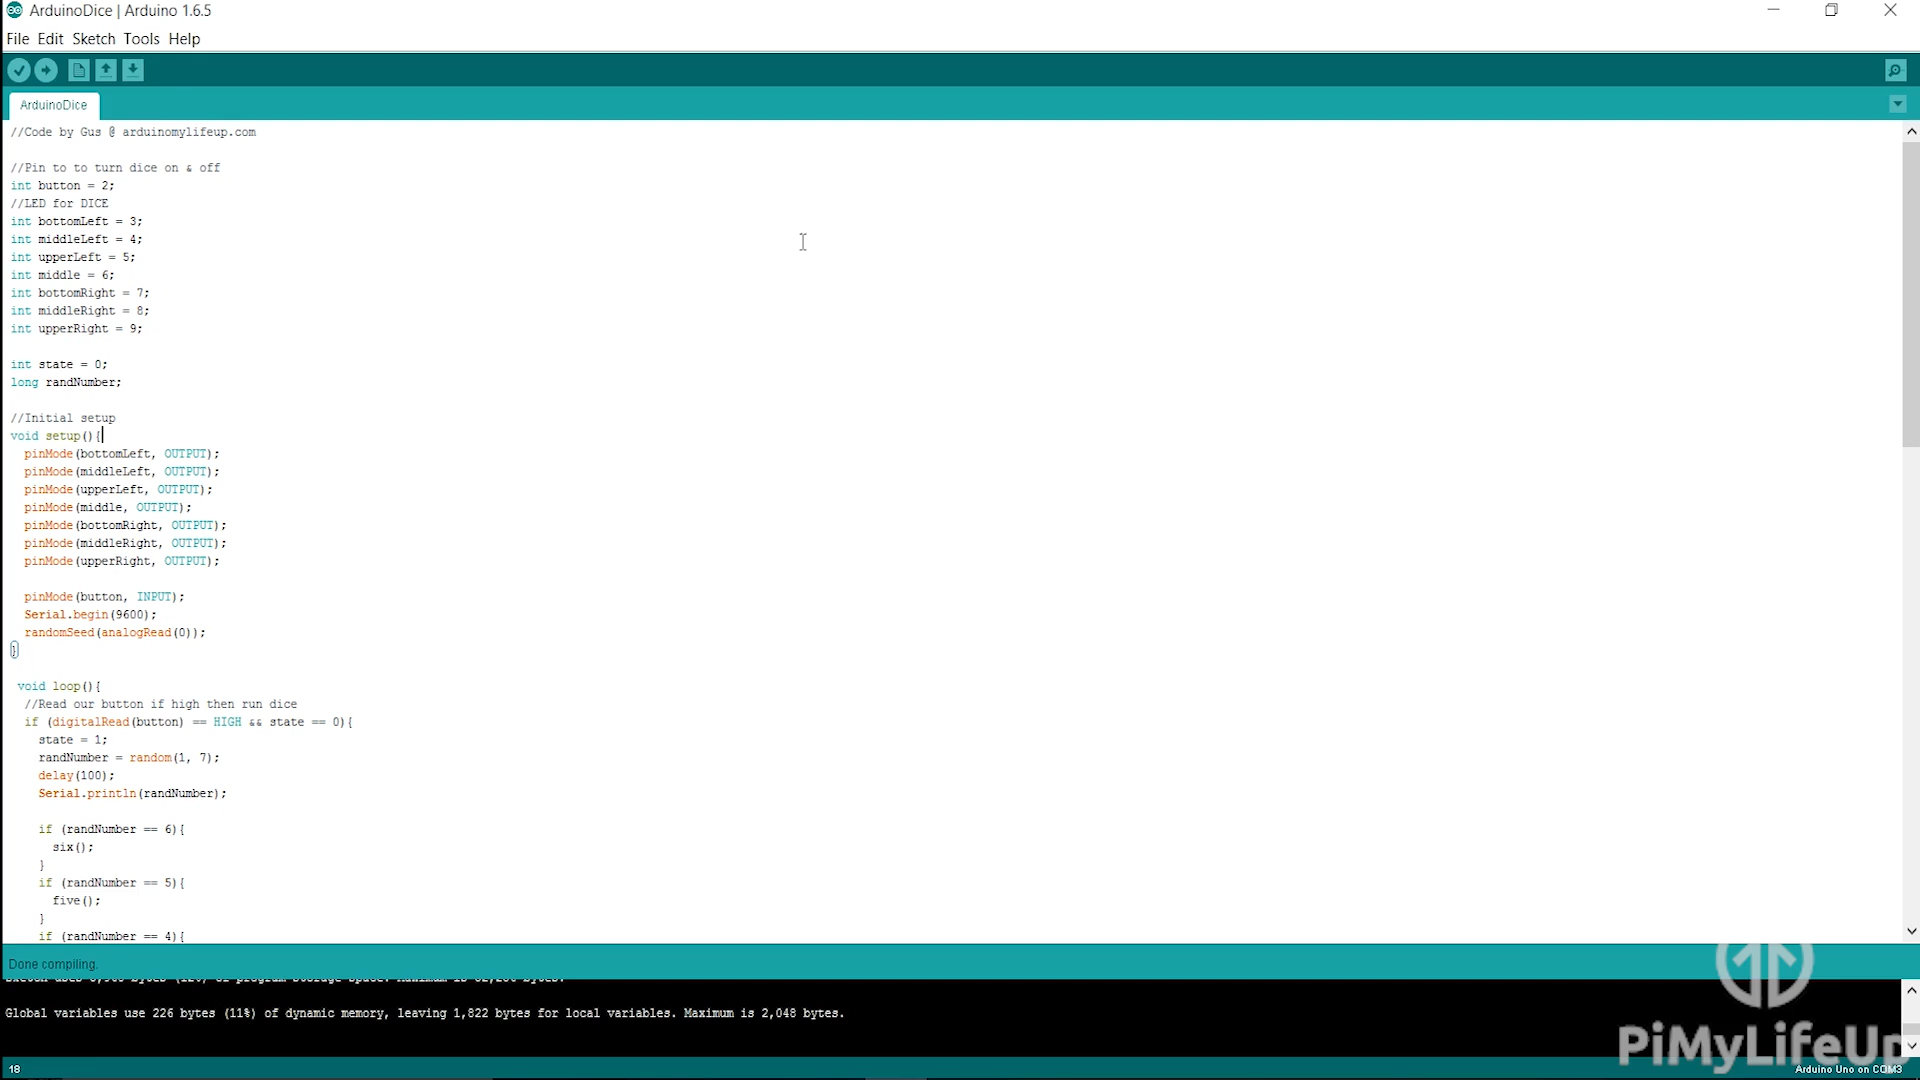 ArduinoDice | Arduino 1.6.5
File Edit Sketch Tools Help
ArduinoDice
//Code by Gus @ arduinomylifeup.com
//Pin to to turn dice on & off
int button = 2;
//LED for DICE
int bottomLeft = 3;
int middleLeft = 4;
int upperLeft = 5;
int middle = 6;
int bottomRight = 7;
int middleRight = 8;
int upperRight = 9;
int state = 0;
long randNumber;
//Initial setup
void setup(){
pinMode(bottomLeft, OUTPUT);
pinMode(middleLeft, OUTPUT);
pinMode(upperLeft, OUTPUT);
pinMode(middle, OUTPUT);
pinMode(bottomRight, OUTPUT);
pinMode(middleRight, OUTPUT);
pinMode(upperRight, OUTPUT);
pinMode(button, INPUT);
Serial.begin(9600);
randomSeed(analogRead(0));
}
void loop(){
//Read our button if high then run dice
if (digitalRead(button) == HIGH && state == 0){
state = 1;
randNumber = random(1, 7);
delay(100);
Serial.println(randNumber);
if (randNumber == 6){
six();
}
if (randNumber == 5){
five();
}
if (randNumber == 4){
Done compiling.
Global variables use 226 bytes (11%) of dynamic memory, leaving 1,822 bytes for local variables. Maximum is 2,048 bytes.
PiMyLifeUp
18
Arduino Uno on COM3